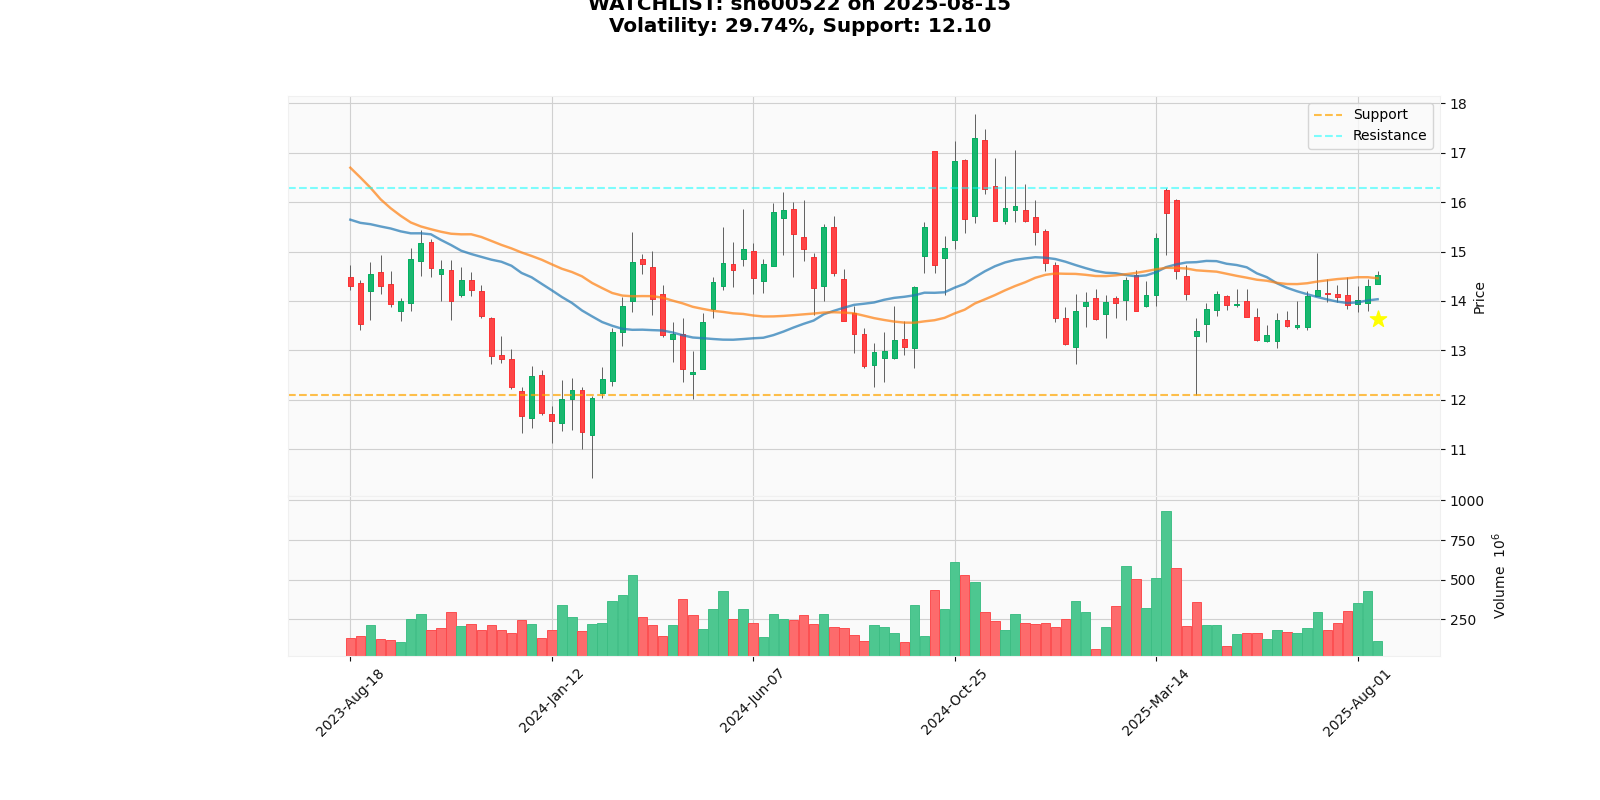 WATCHLIST: sh600522 on 2025-08-15
Volatility: 29.74%, Support: 12.10
Support
Resistance
18
17
16
15
14
13
12
11
Price
1000
750
500
250
Volume 10⁶
2023-Aug-18
2024-Jan-12
2024-Jun-07
2024-Oct-25
2025-Mar-14
2025-Aug-01